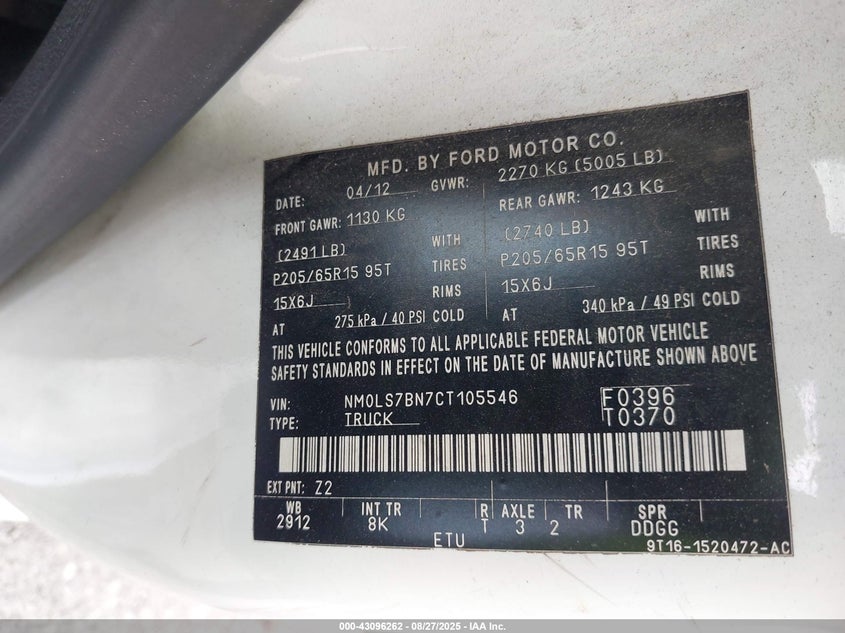 MFD. BY FORD MOTOR CO.
DATE: 04/12 GVWR: 2270 KG (5005 LB)
FRONT GAWR: 1130 KG REAR GAWR: 1243 KG
(2491 LB) WITH (2740 LB) WITH
P205/65R15 95T TIRES P205/65R15 95T TIRES
15X6J RIMS 15X6J RIMS
AT 275 kPa / 40 PSI COLD AT 340 kPa / 49 PSI COLD
THIS VEHICLE CONFORMS TO ALL APPLICABLE FEDERAL MOTOR VEHICLE
SAFETY STANDARDS IN EFFECT ON THE DATE OF MANUFACTURE SHOWN ABOVE
VIN: NM0LS7BN7CT105546 F0396
TYPE: TRUCK T0370
EXT PNT: Z2
WB INT TR R AXLE TR SPR
2912 8K T 3 2 DDGG
ETU 9T16-1520472-AC
000-43096262 - 08/27/2025 - IAA Inc.